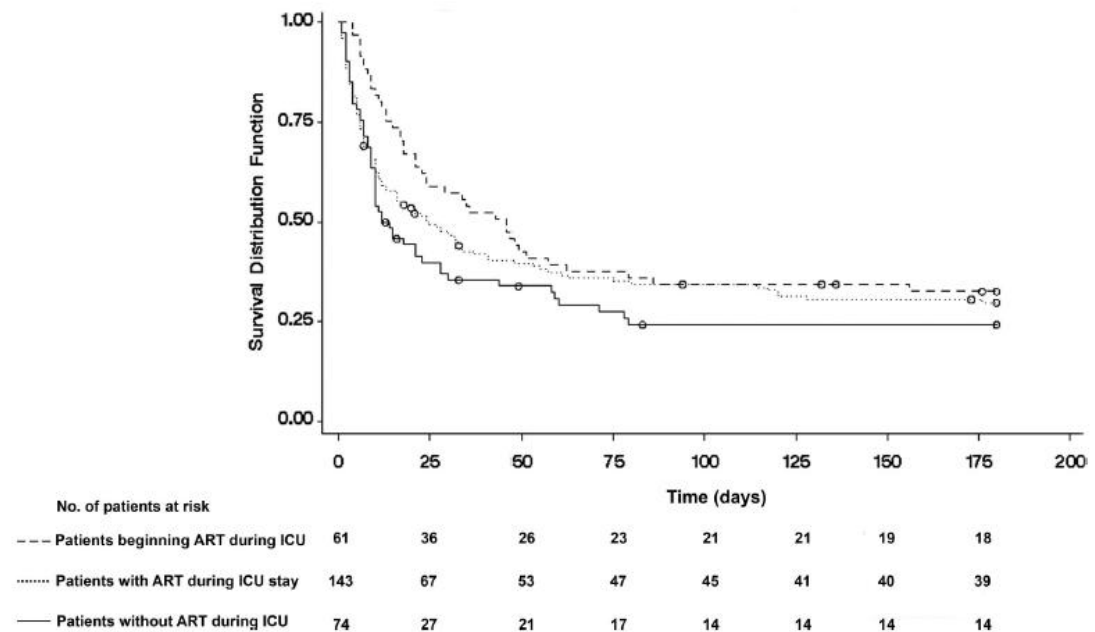 1.00
0.75
0.50
0.25
0.00
Survival Distribution Function
0 25 50 75 100 125 150 175 200
Time (days)
No. of patients at risk
Patients beginning ART during ICU 61 36 26 23 21 21 19 18
Patients with ART during ICU stay 143 67 53 47 45 41 40 39
Patients without ART during ICU 74 27 21 17 14 14 14 14